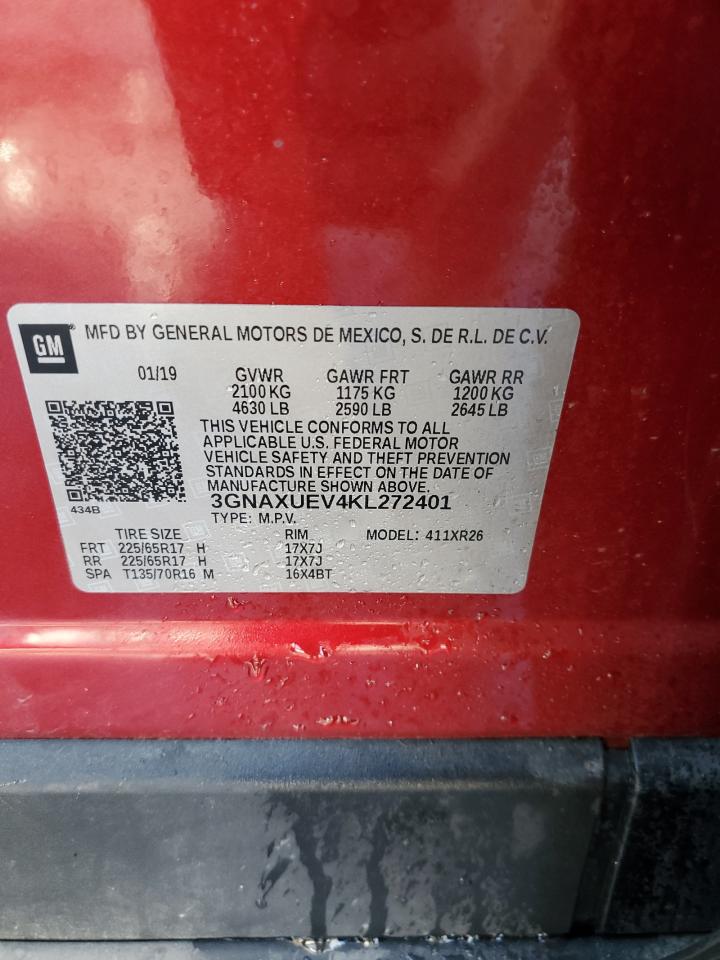 GM® MFD BY GENERAL MOTORS DE MEXICO, S. DE R.L. DE C.V.
01/19 GVWR GAWR FRT GAWR RR
2100 KG 1175 KG 1200 KG
4630 LB 2590 LB 2645 LB
THIS VEHICLE CONFORMS TO ALL
APPLICABLE U.S. FEDERAL MOTOR
VEHICLE SAFETY AND THEFT PREVENTION
STANDARDS IN EFFECT ON THE DATE OF
MANUFACTURE SHOWN ABOVE.
434B
3GNAXUEV4KL272401
TYPE: M.P.V.
TIRE SIZE RIM MODEL: 411XR26
FRT 225/65R17 H 17X7J
RR 225/65R17 H 17X7J
SPA T135/70R16 M 16X4BT